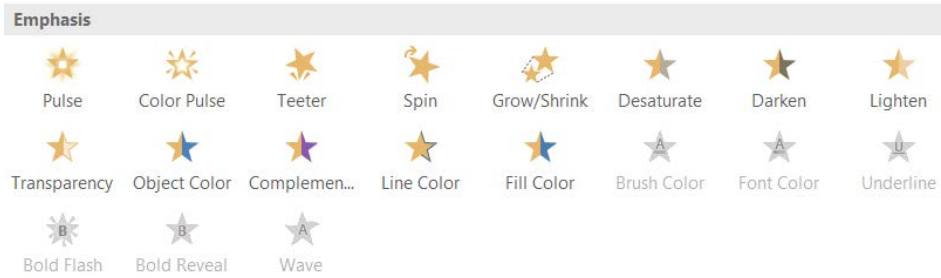 Emphasis
Pulse Color Pulse Teeter Spin Grow/Shrink Desaturate Darken Lighten
A A U
Transparency Object Color Complemen... Line Color Fill Color Brush Color Font Color Underline
B B A
Bold Flash Bold Reveal Wave